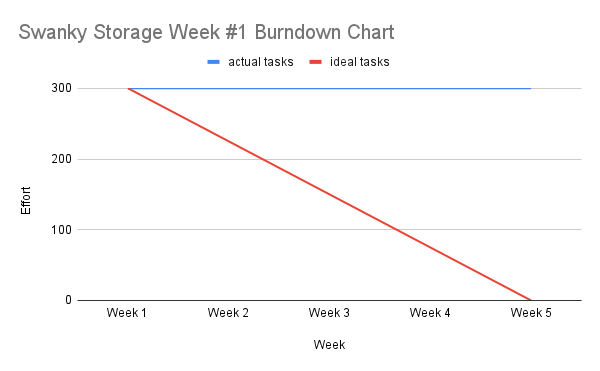 Swanky Storage Week #1 Burndown Chart
actual tasks ideal tasks
300
200
100
0
Effort
Week 1 Week 2 Week 3 Week 4 Week 5
Week